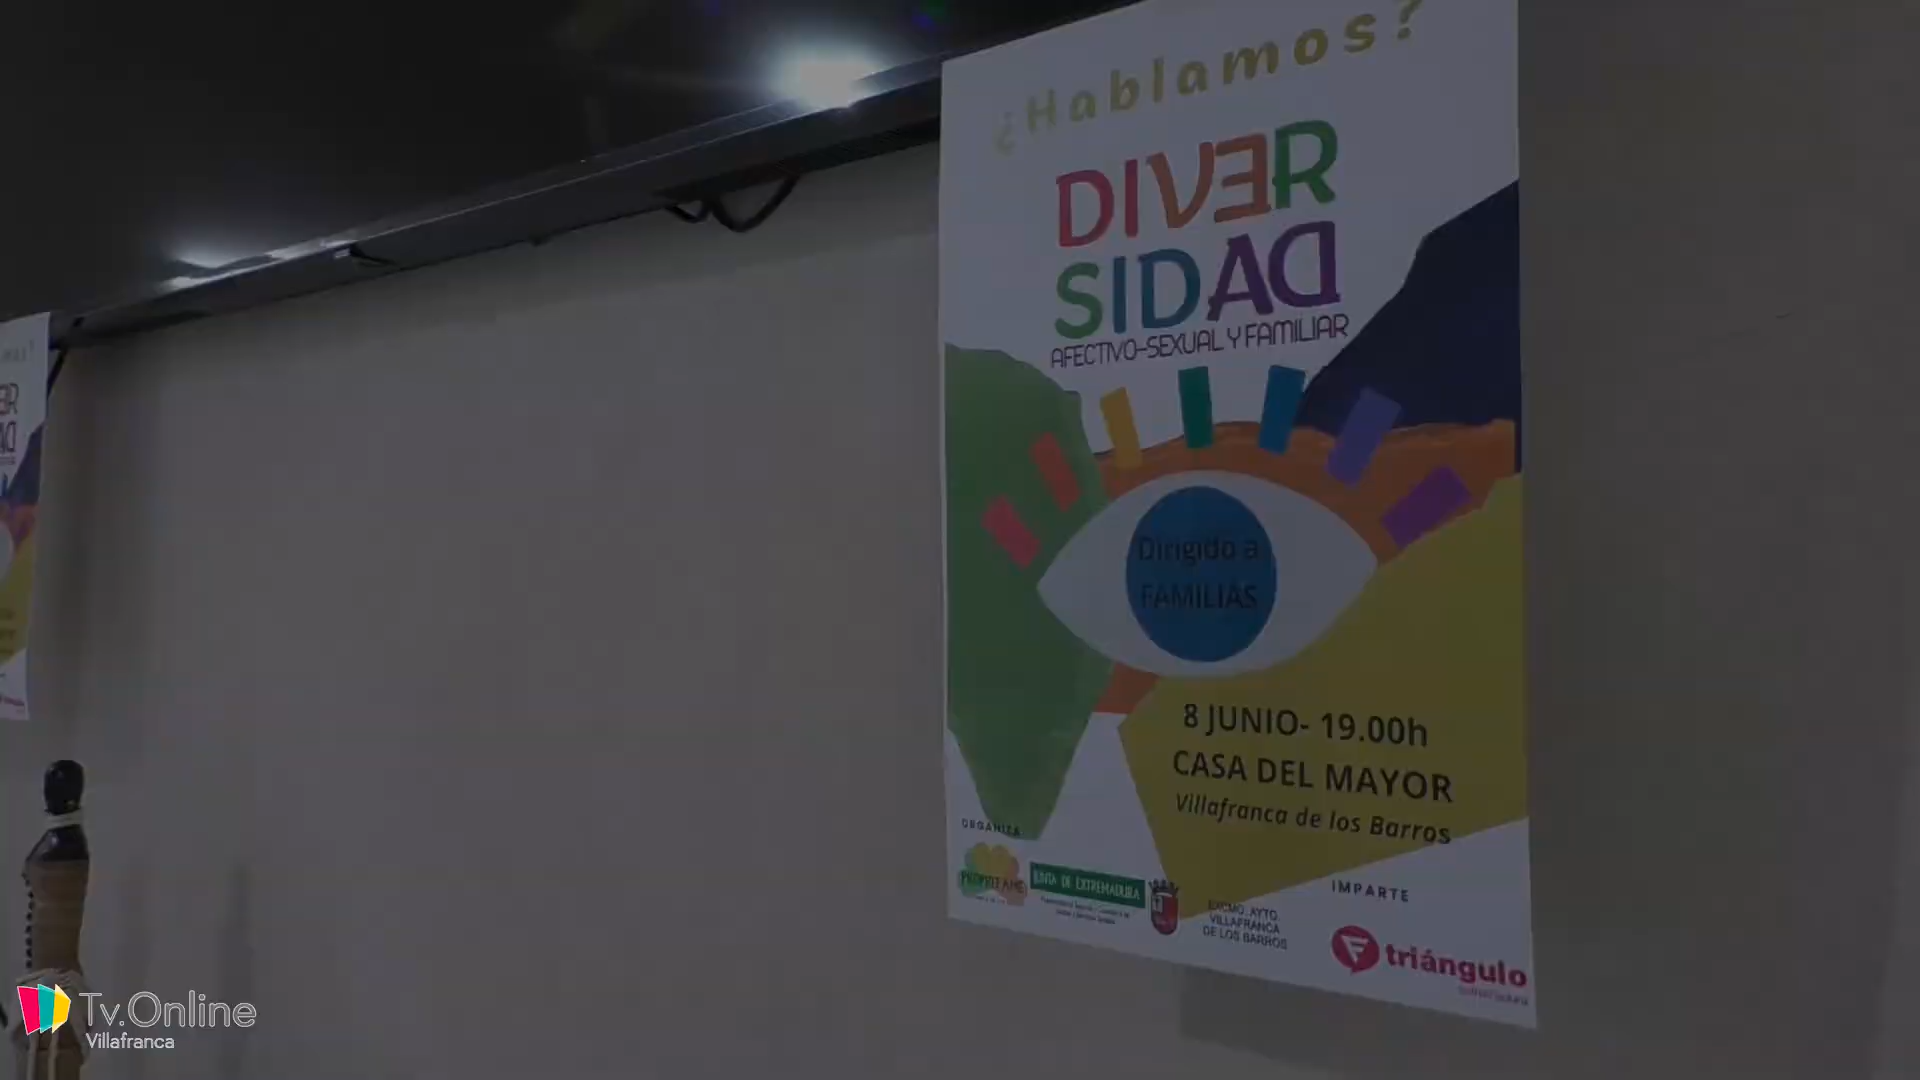 ¿Hablamos?
DIVER
SIDAD
AFECTIVO-SEXUAL Y FAMILIAR
Dirigido a
FAMILIAS
8 JUNIO- 19.00h
CASA DEL MAYOR
Villafranca de los Barros
ORGANIZA
JUNTA DE EXTREMADURA
EXCMO. AYTO.
VILLAFRANCA
DE LOS BARROS
IMPARTE
triángulo
Tv.Online
Villafranca